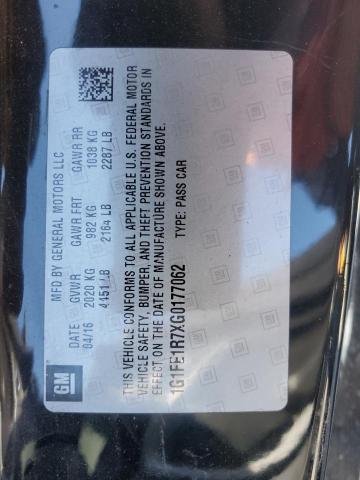 GM
MFD BY GENERAL MOTORS LLC
DATE GVWR GAWR FRT GAWR RR
04/16 2020 KG 982 KG 1038 KG
4451 LB 2164 LB 2287 LB
THIS VEHICLE CONFORMS TO ALL APPLICABLE U.S. FEDERAL MOTOR
VEHICLE SAFETY, BUMPER, AND THEFT PREVENTION STANDARDS IN
EFFECT ON THE DATE OF MANUFACTURE SHOWN ABOVE.
1G1FE1R7XG0177062 TYPE: PASS CAR